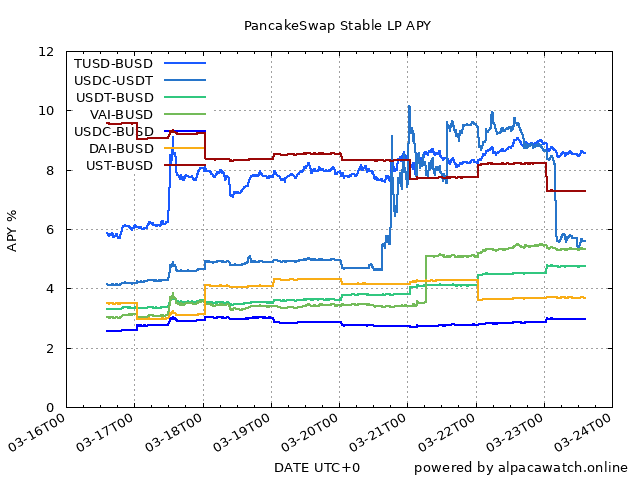 PancakeSwap Stable LP APY
12
10
8
6
4
2
0
APY %
TUSD-BUSD
USDC-USDT
USDT-BUSD
VAI-BUSD
USDC-BUSD
DAI-BUSD
UST-BUSD
03-16T00
03-17T00
03-18T00
03-19T00
03-20T00
03-21T00
03-22T00
03-23T00
03-24T00
DATE UTC+0
powered by alpacawatch.online